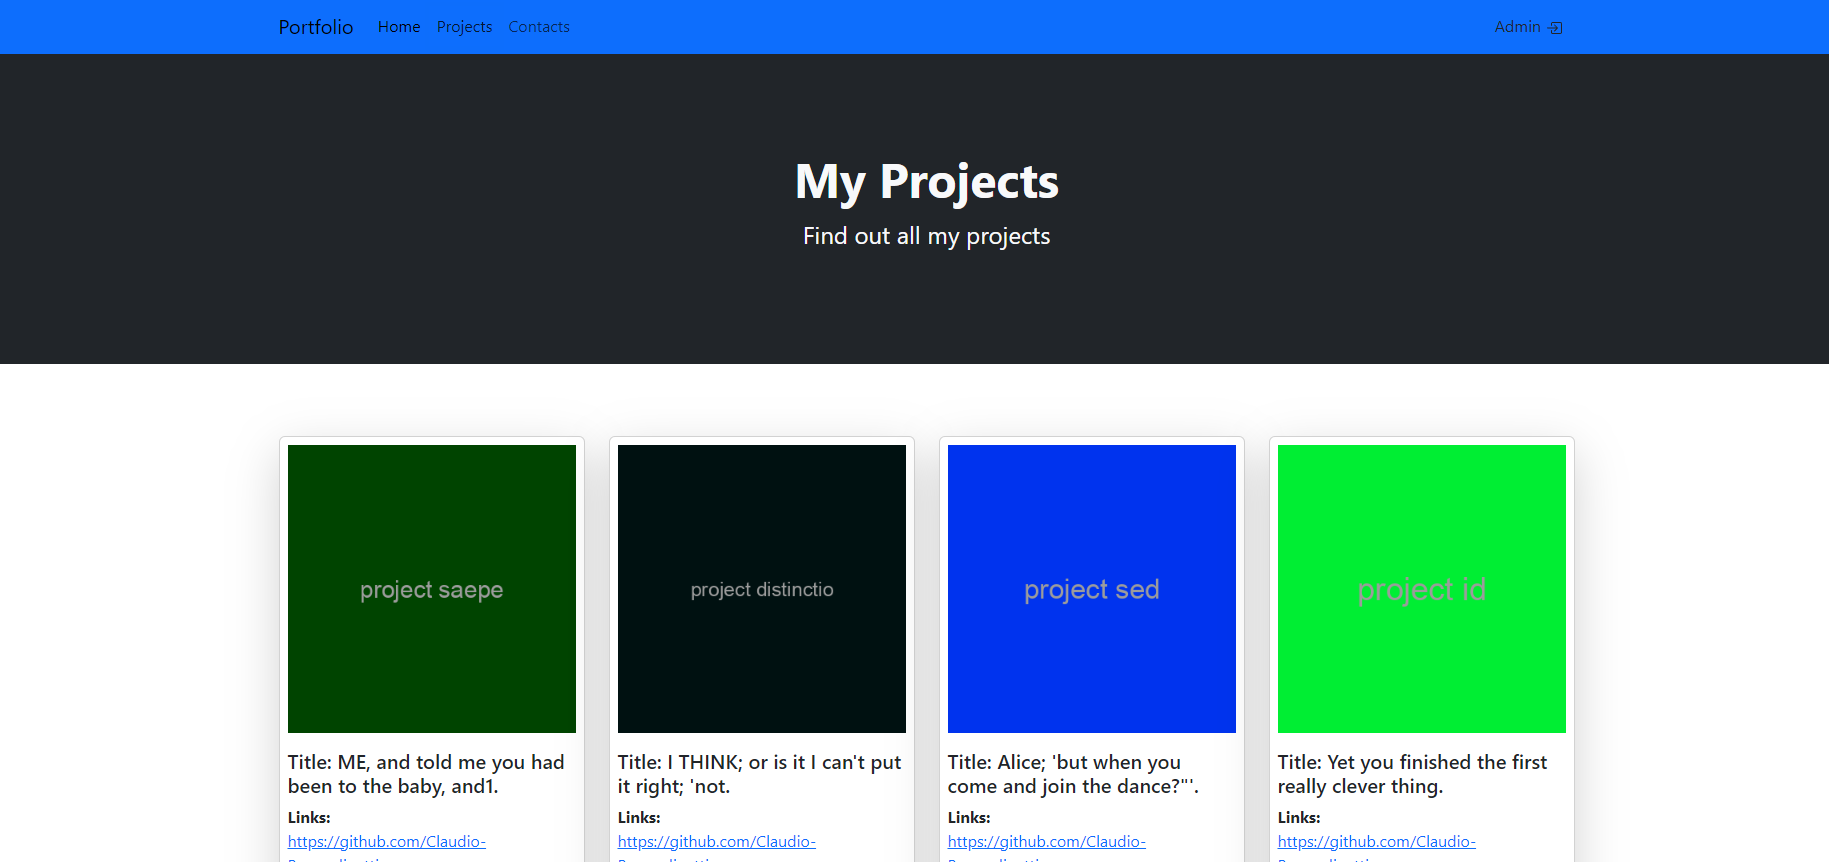 Portfolio Home Projects Contacts Admin
My Projects
Find out all my projects
project saepe
Title: ME, and told me you had
been to the baby, and1.
Links:
https://github.com/Claudio-
project distinctio
Title: I THINK; or is it I can't put
it right; 'not.
Links:
https://github.com/Claudio-
project sed
Title: Alice; 'but when you
come and join the dance?"'.
Links:
https://github.com/Claudio-
project id
Title: Yet you finished the first
really clever thing.
Links:
https://github.com/Claudio-